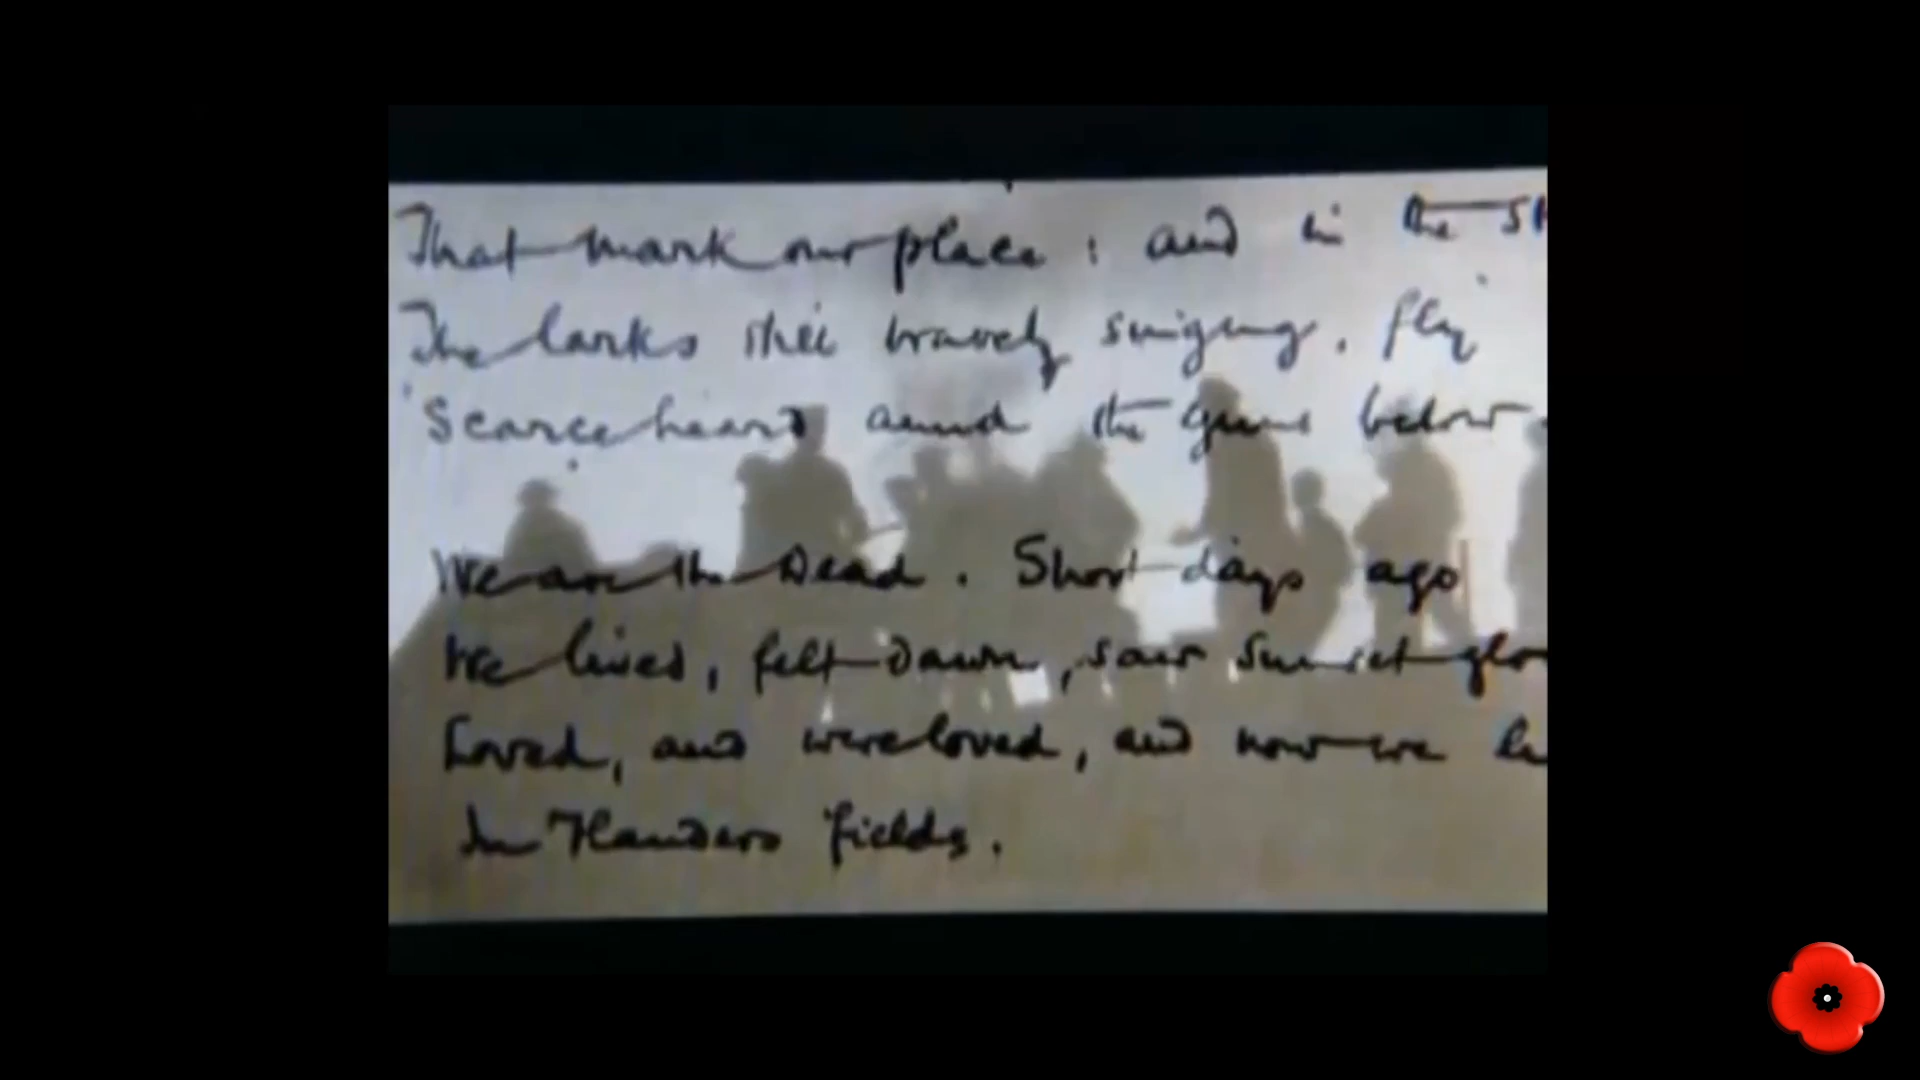 That mark our place : and in the
The larks still bravely singing. fly
Scarce heard amid the guns below.
We are the Dead. Short days ago
We lived, felt dawn, saw sunset glo
Loved, and were loved, and now we
In Flanders fields.